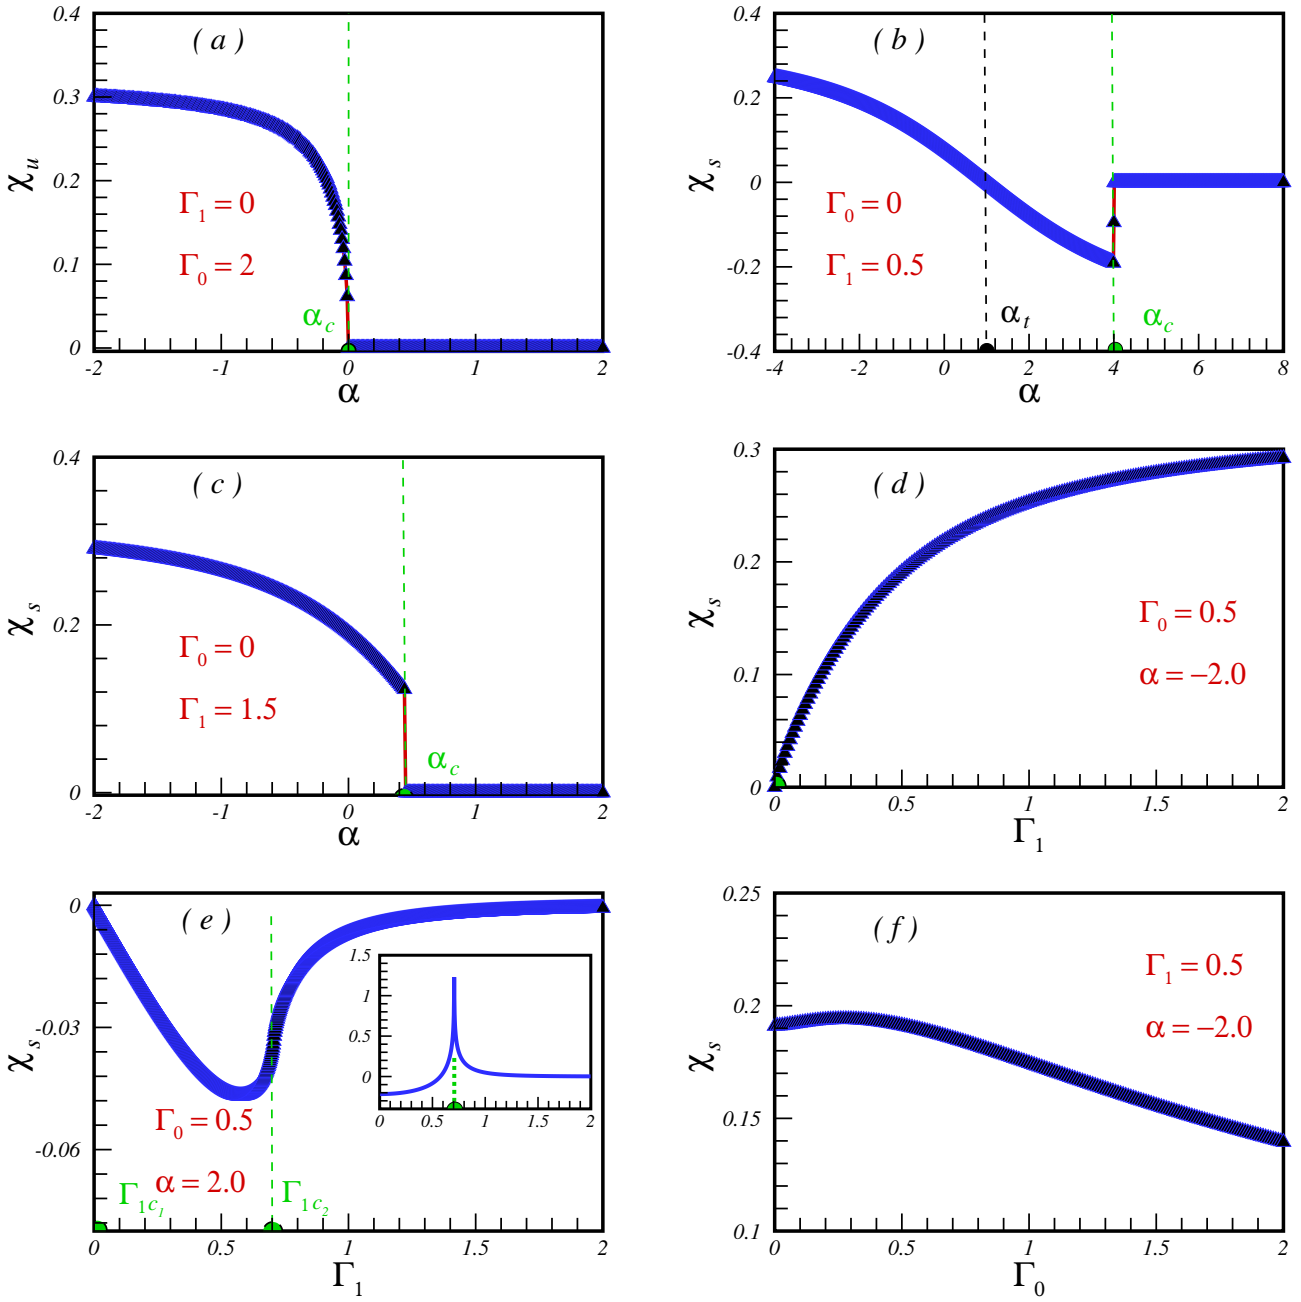 ( a )
χu
0.4
0.3
0.2
0.1
0
Γ1 = 0
Γ0 = 2
αc
-2 -1 0 1 2
α
( b )
χs
0.4
0.2
0
-0.2
-0.4
Γ0 = 0
Γ1 = 0.5
αt αc
-4 -2 0 2 4 6 8
α
( c )
χs
0.4
0.2
0
Γ0 = 0
Γ1 = 1.5
αc
-2 -1 0 1 2
α
( d )
χs
0.3
0.2
0.1
0
Γ0 = 0.5
α = −2.0
0 0.5 1 1.5 2
Γ1
( e )
χs
0
-0.03
-0.06
1.5
1
0.5
0
0 0.5 1 1.5 2
Γ0 = 0.5
α = 2.0
Γ1c1 Γ1c2
0 0.5 1 1.5 2
Γ1
( f )
χs
0.25
0.2
0.15
0.1
Γ1 = 0.5
α = −2.0
0 0.5 1 1.5 2
Γ0